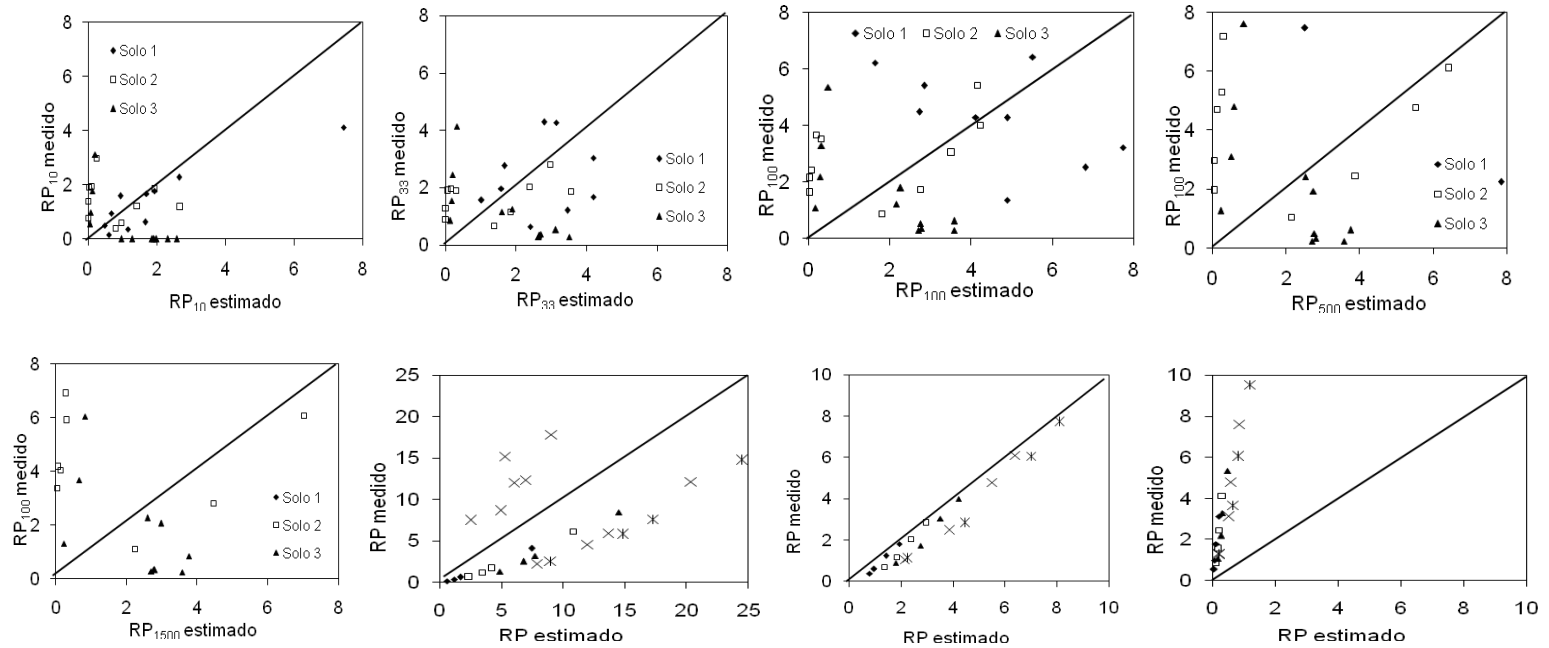 8
6
4
2
0
0 2 4 6 8
RP10 medido
RP10 estimado
Solo 1
Solo 2
Solo 3
8
6
4
2
0
0 2 4 6 8
RP33 medido
RP33 estimado
Solo 1
Solo 2
Solo 3
8
6
4
2
0
0 2 4 6 8
RP100 medido
RP100 estimado
Solo 1 Solo 2 Solo 3
8
6
4
2
0
0 2 4 6 8
RP100 medido
RP500 estimado
Solo 1
Solo 2
Solo 3
8
6
4
2
0
0 2 4 6 8
RP100 medido
RP1500 estimado
Solo 1
Solo 2
Solo 3
25
20
15
10
5
0
0 5 10 15 20 25
RP medido
RP estimado
10
8
6
4
2
0
0 2 4 6 8 10
RP medido
RP estimado
10
8
6
4
2
0
0 2 4 6 8 10
RP medido
RP estimado